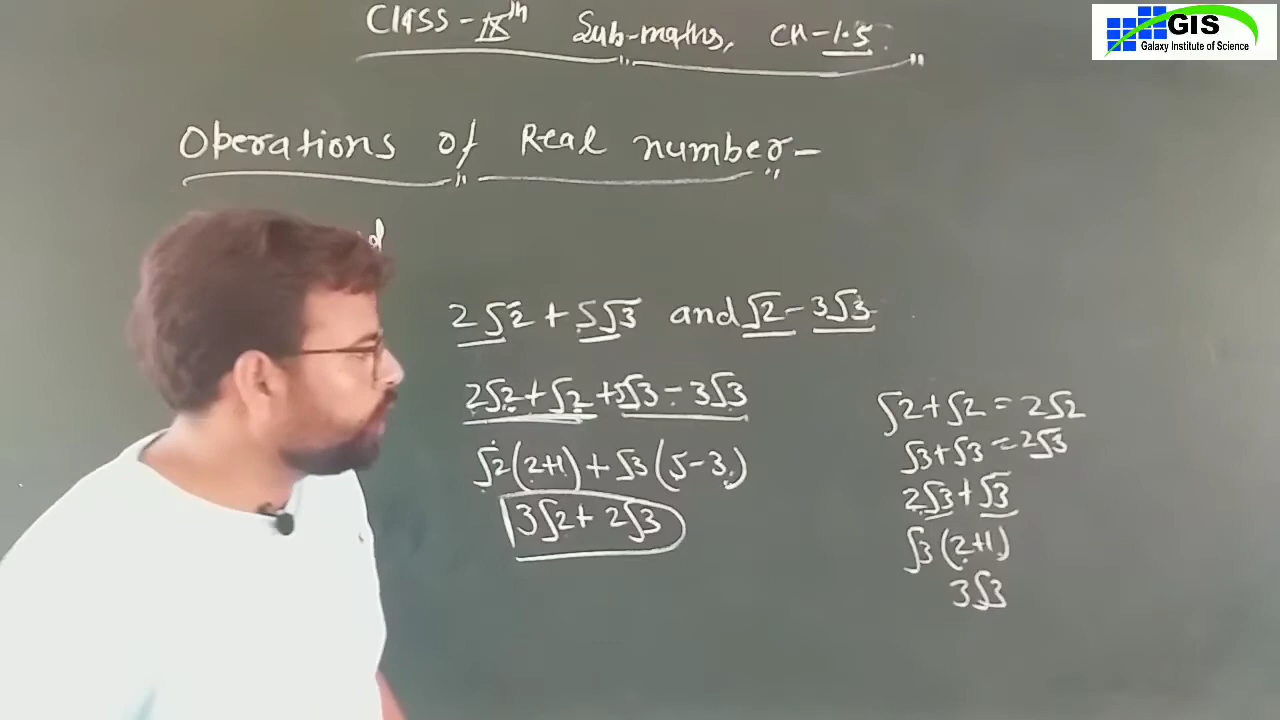 Class-IXth Sub-maths, CH-1.5
GIS
Galaxy Institute of Science
Operations of Real number-
2√2 + 5√3 and √2 - 3√3
2√2 + √2 + 5√3 - 3√3
√2 (2+1) + √3 (5-3)
3√2 + 2√3
√2 + √2 = 2√2
√3 + √3 = 2√3
2√3 + √3
√3 (2+1)
3√3